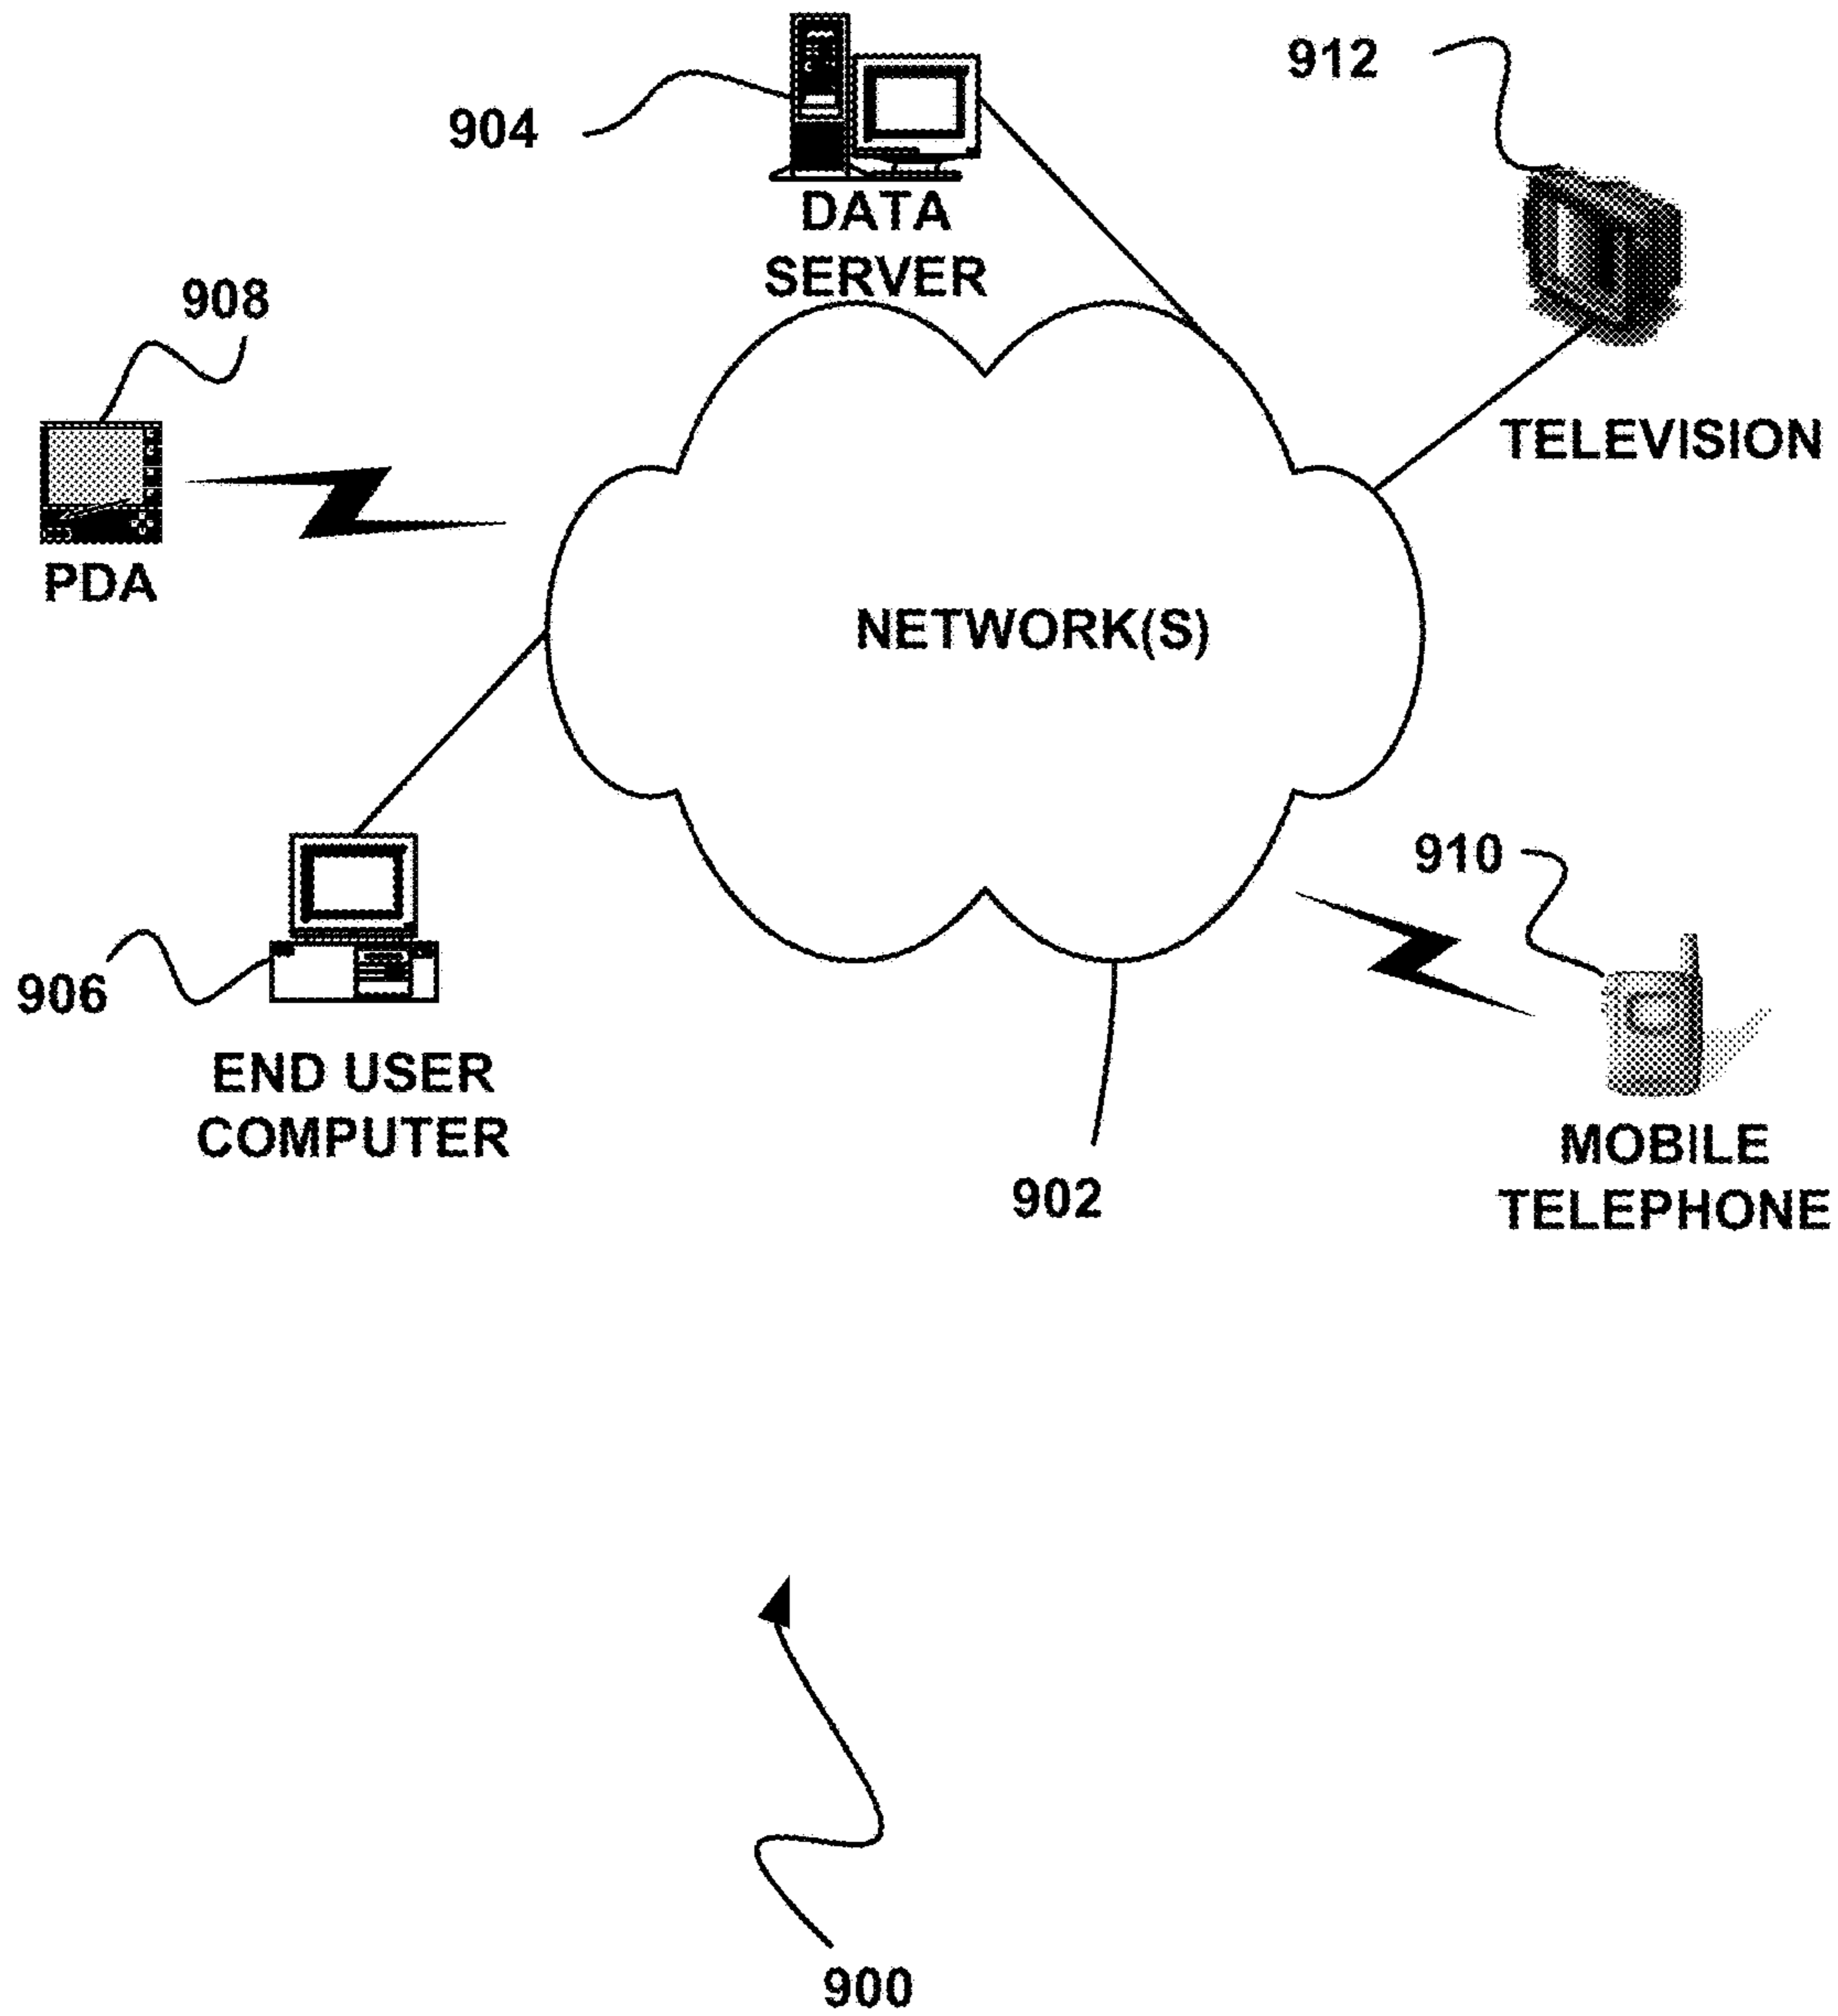 912
904
DATA
SERVER
908
TELEVISION
PDA
NETWORK(S)
910
906
END USER
COMPUTER
MOBILE
TELEPHONE
902
900